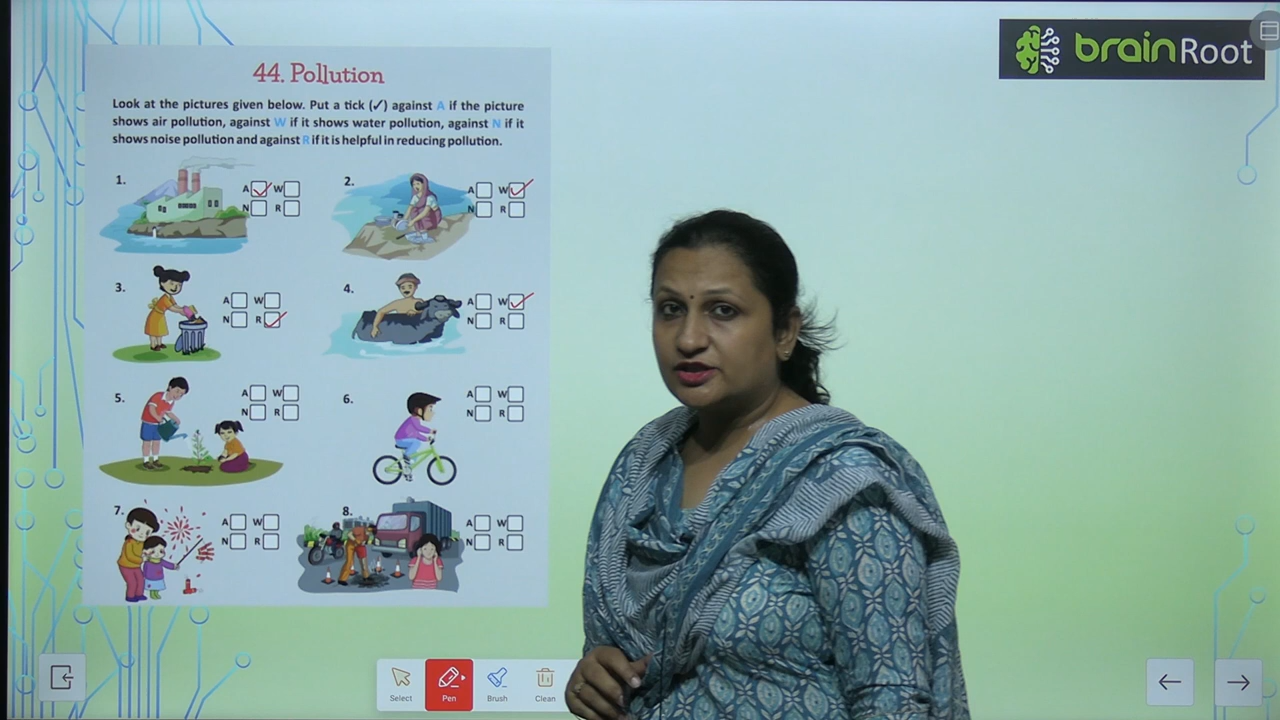 brainRoot
44. Pollution
Look at the pictures given below. Put a tick (✓) against A if the picture
shows air pollution, against W if it shows water pollution, against N if it
shows noise pollution and against R if it is helpful in reducing pollution.
1. A ✓ W
N R
2. A W ✓
N R
3. A W
N R ✓
4. A W ✓
N R
5. A W
N R
6. A W
N R
7. A W
N R
8. A W
N R
Select Pen Brush Clean